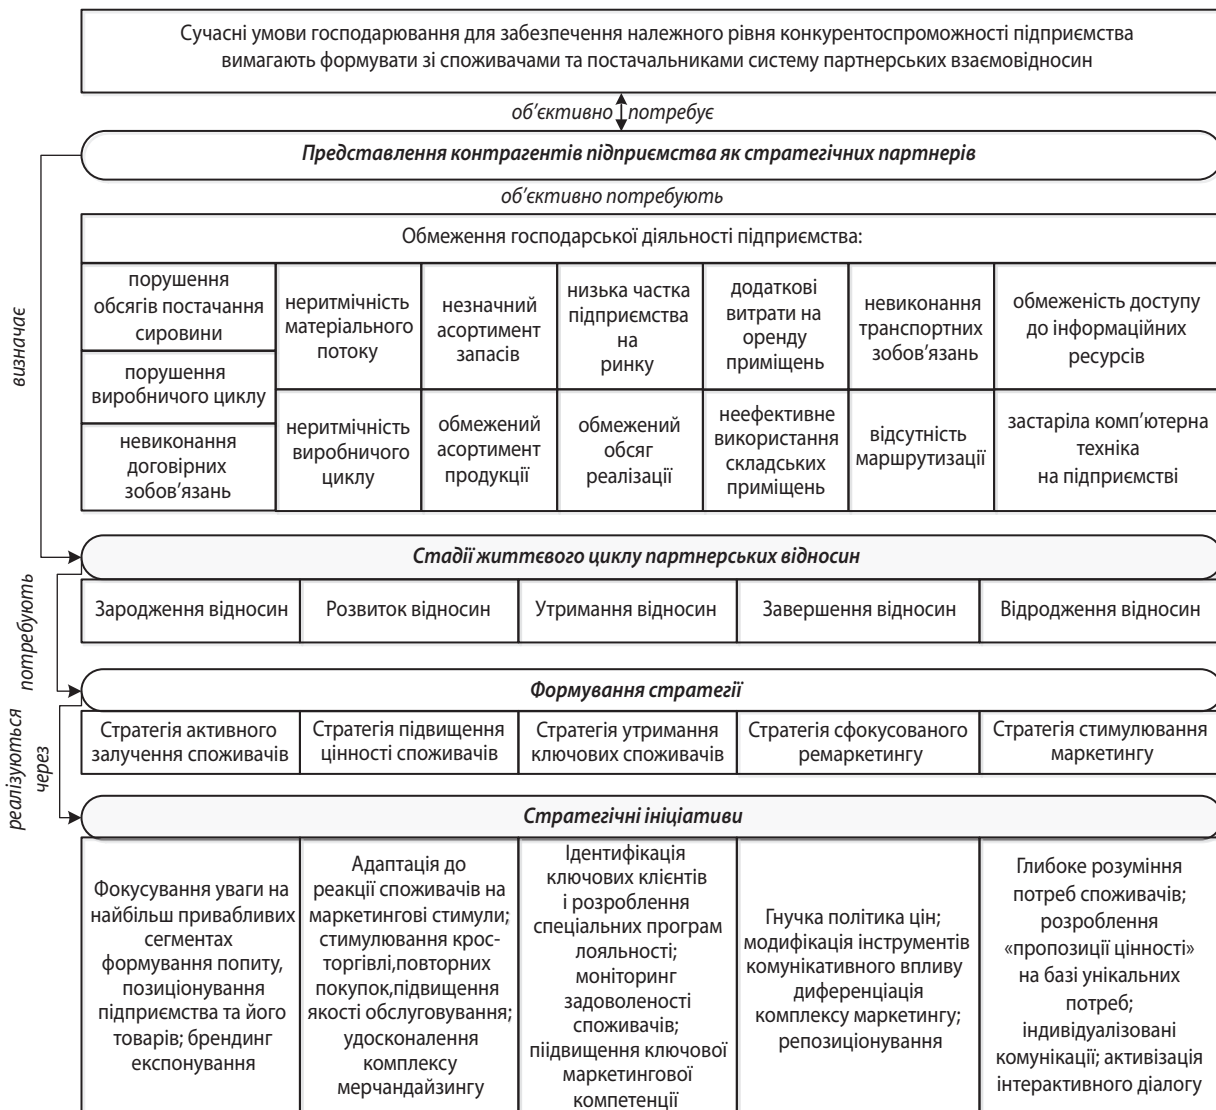 Сучасні умови господарювання для забезпечення належного рівня конкурентоспроможності підприємства
вимагають формувати зі споживачами та постачальниками систему партнерських взаємовідносин
об’єктивно потребує
Представлення контрагентів підприємства як стратегічних партнерів
об’єктивно потребують
Обмеження господарської діяльності підприємства:
порушення
обсягів постачання
сировини
порушення
виробничого циклу
невиконання
договірних
зобов’язань
неритмічність
матеріального
потоку
неритмічність
виробничого
циклу
незначний
асортимент
запасів
обмежений
асортимент
продукції
низька частка
підприємства
на
ринку
обмежений
обсяг
реалізації
додаткові
витрати на
оренду
приміщень
неефективне
використання
складських
приміщень
невиконання
транспортних
зобов’язань
відсутність
маршрутизації
обмеженість доступу
до інформаційних
ресурсів
застаріла комп’ютерна
техніка
на підприємстві
визначає
Стадії життєвого циклу партнерських відносин
Зародження відносин
Розвиток відносин
Утримання відносин
Завершення відносин
Відродження відносин
потребують
Формування стратегії
Стратегія активного
залучення споживачів
Стратегія підвищення
цінності споживачів
Стратегія утримання
ключових споживачів
Стратегія сфокусованого
ремаркетингу
Стратегія стимулювання
маркетингу
реалізуються
через
Стратегічні ініціативи
Фокусування уваги на
найбільш привабливих
сегментах
формування попиту,
позиціонування
підприємства та його
товарів; брендинг
експонування
Адаптація до
реакції споживачів на
маркетингові стимули;
стимулювання крос-
торгівлі,повторних
покупок,підвищення
якості обслуговування;
удосконалення
комплексу
мерчандайзингу
Ідентифікація
ключових клієнтів
і розроблення
спеціальних програм
лояльності;
моніторинг
задоволеності
споживачів;
піідвищення ключової
маркетингової
компетенції
Гнучка політика цін;
модифікація інструментів
комунікативного впливу
диференціація
комплексу маркетингу;
репозиціонування
Глибоке розуміння
потреб споживачів;
розроблення
«пропозиції цінності»
на базі унікальних
потреб;
індивідуалізовані
комунікації; активізація
інтерактивного діалогу